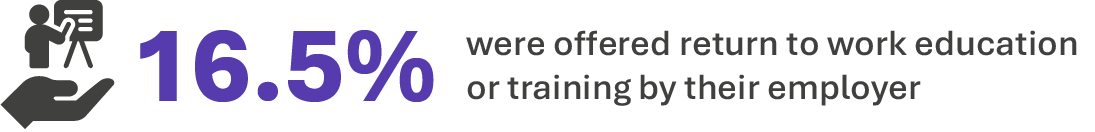 16.5%
were offered return to work education
or training by their employer